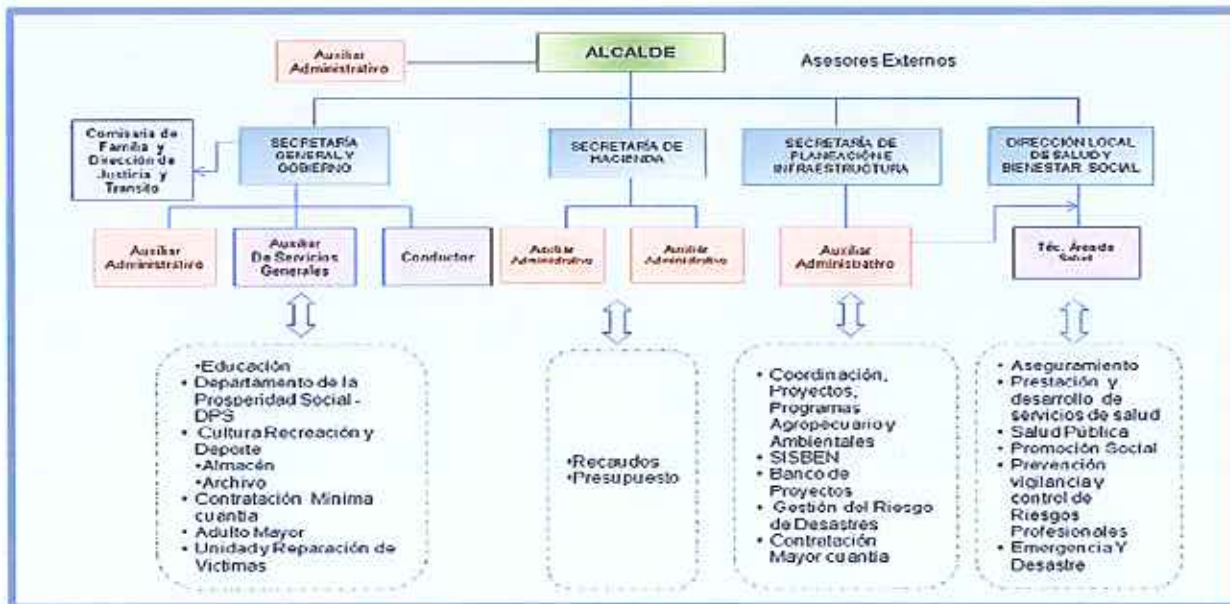 Auxiliar
Administrativo
ALCALDE
Asesores Externos
Comisaria de
Familia y
Dirección de
Justicia y
Transito
SECRETARÍA
GENERAL Y
GOBIERNO
SECRETARÍA DE
HACIENDA
SECRETARÍA DE
PLANEACIÓN E
INFRAESTRUCTURA
DIRECCIÓN LOCAL
DE SALUD Y
BIENESTAR SOCIAL
Auxiliar
Administrativo
Auxiliar
De Servicios
Generales
Conductor
Auxiliar
Administrativo
Auxiliar
Administrativo
Auxiliar
Administrativo
Téc. Área de
Salud
•Educación
• Departamento de la
Prosperidad Social -
DPS
• Cultura Recreación y
Deporte
•Almacén
•Archivo
• Contratación Mínima
cuantía
• Adulto Mayor
• Unidad y Reparación de
Victimas
•Recaudos
•Presupuesto
• Coordinación,
Proyectos,
Programas
Agropecuario y
Ambientales
• SISBEN
• Banco de
Proyectos
• Gestión del Riesgo
de Desastres
• Contratación
Mayor cuantía
• Aseguramiento
• Prestación y
desarrollo de
servicios de salud
• Salud Pública
• Promoción Social
• Prevención
vigilancia y
control de
Riesgos
Profesionales
• Emergencia Y
Desastre